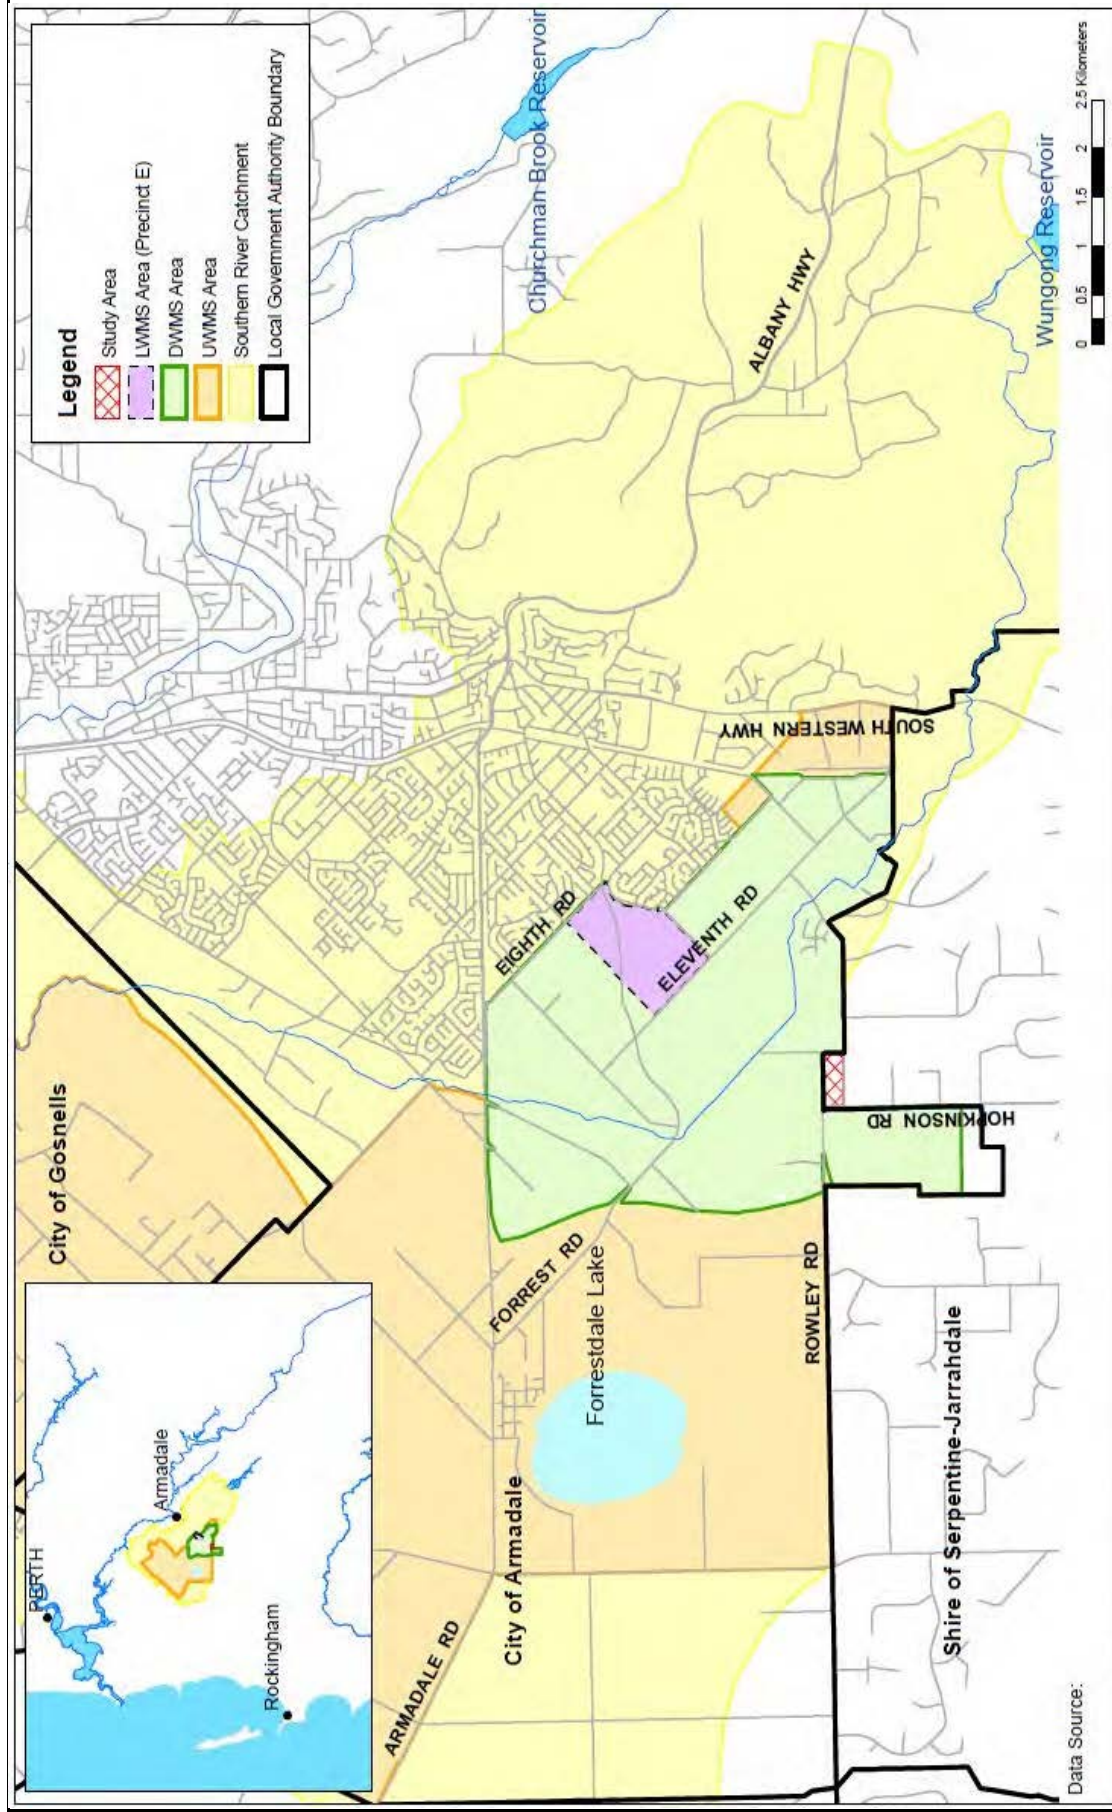 Legend
Study Area
LWMS Area (Precinct E)
DWMS Area
UWMS Area
Southern River Catchment
Local Government Authority Boundary
PERTH
Armadale
Rockingham
City of Gosnells
Churchman Brook Reservoir
ALBANY HWY
Wungong Reservoir
0 0.5 1 1.5 2 2.5 Kilometers
EIGHTH RD
ELEVENTH RD
SOUTH WESTERN HWY
HOPKINSON RD
FORREST RD
Forrestdale Lake
ROWLEY RD
ARMADALE RD
City of Armadale
Shire of Serpentine-Jarrahdale
Data Source: